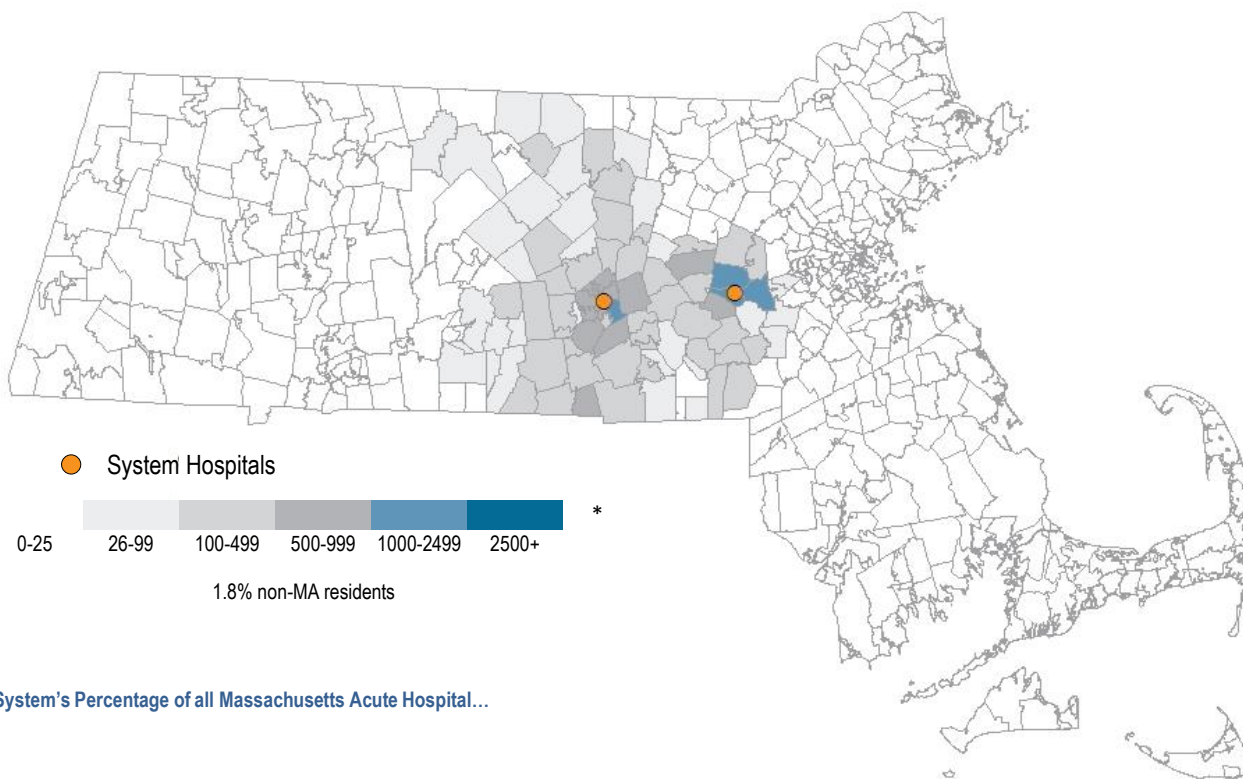 System Hospitals
*
0-25 26-99 100-499 500-999 1000-2499 2500+
1.8% non-MA residents
System's Percentage of all Massachusetts Acute Hospital…